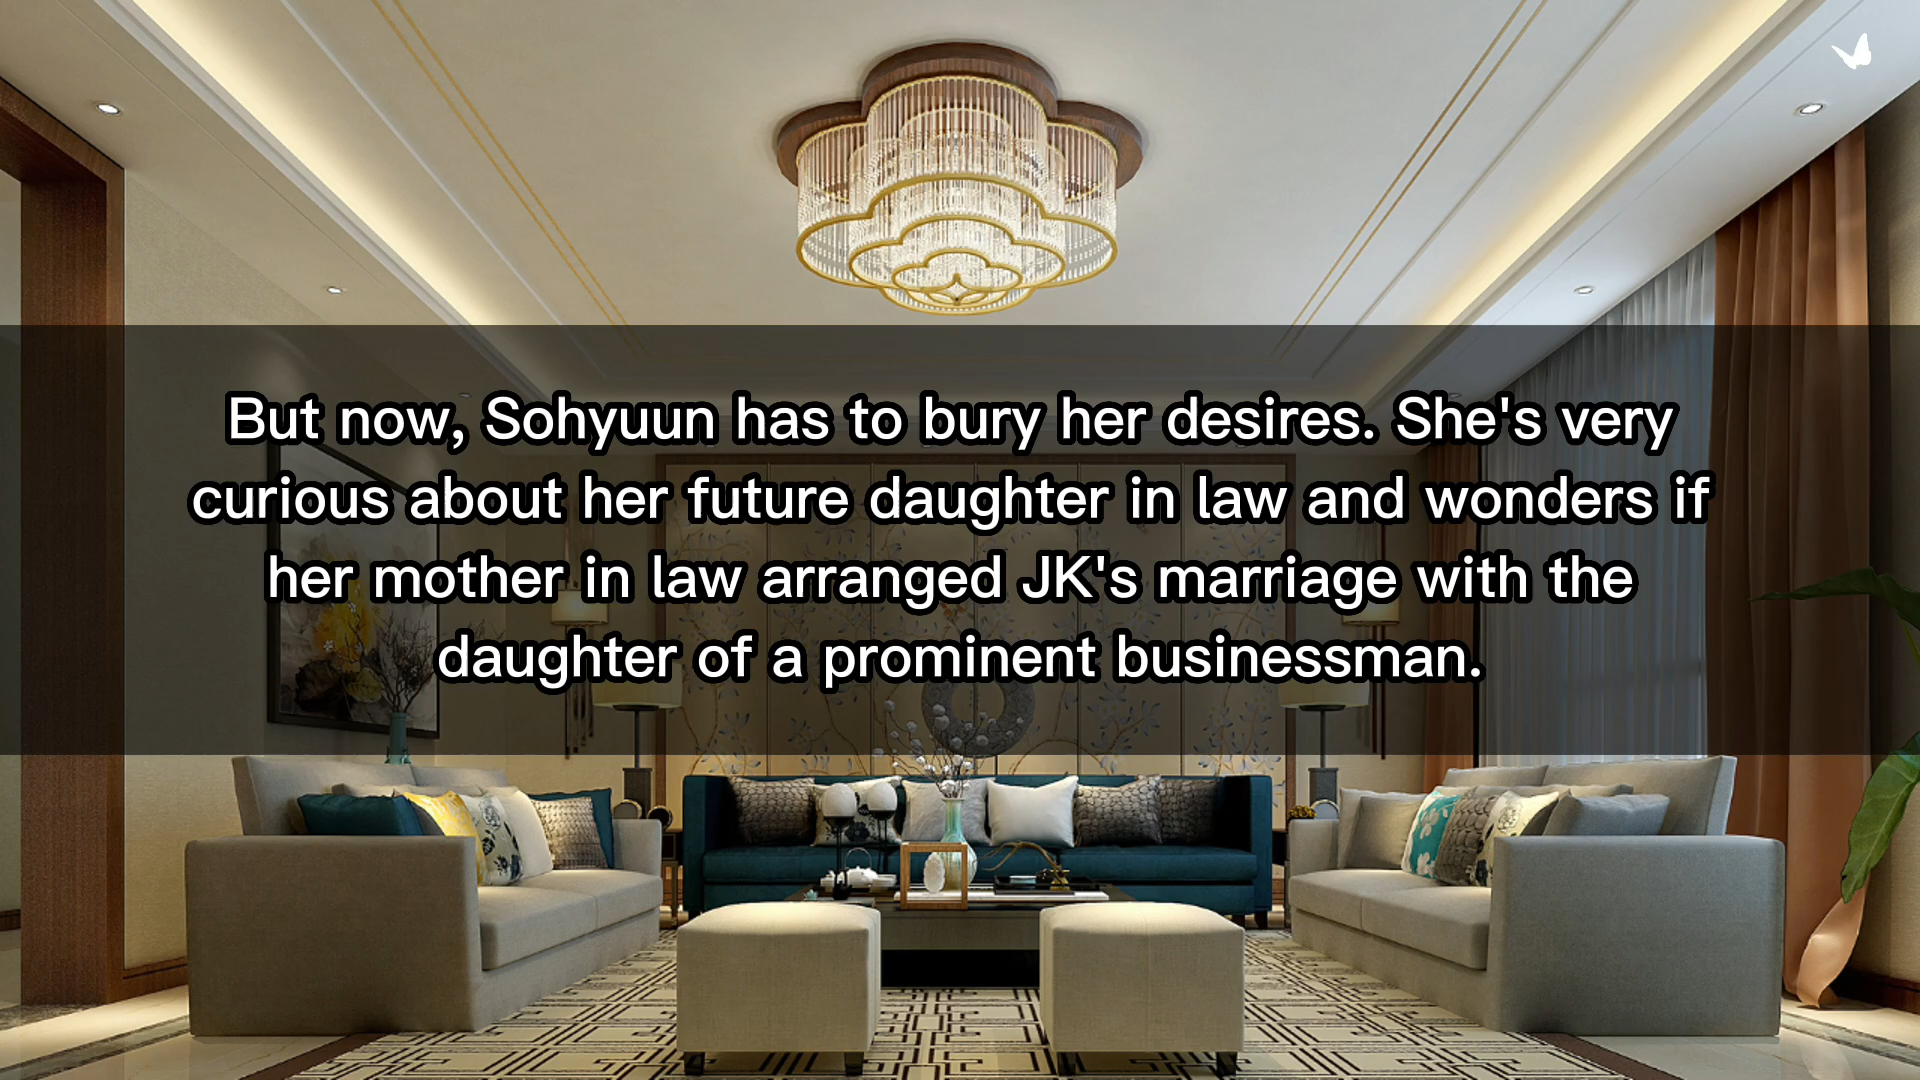 But now, Sohyuun has to bury her desires. She's very
curious about her future daughter in law and wonders if
her mother in law arranged JK's marriage with the
daughter of a prominent businessman.